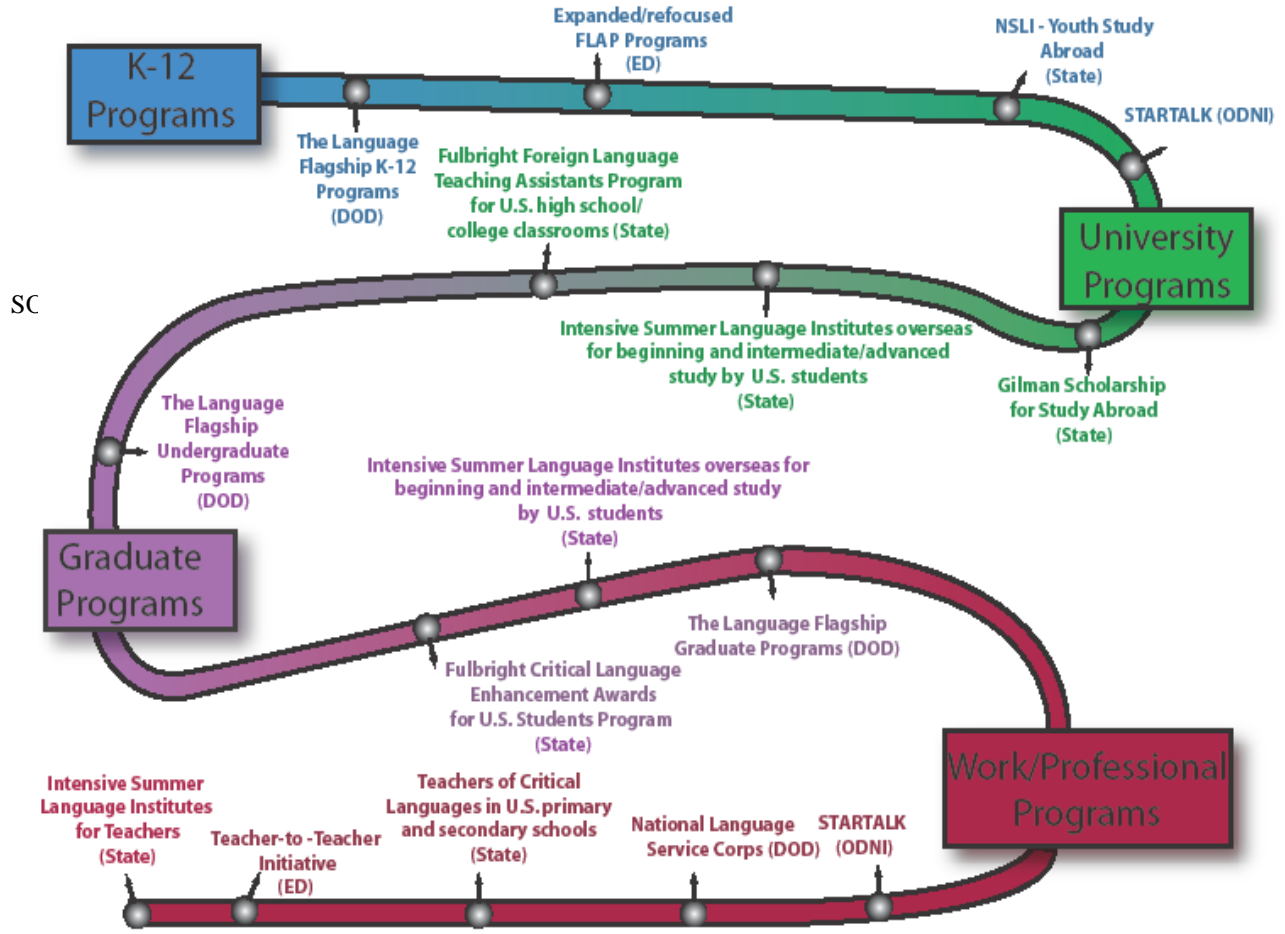 K-12
Programs
Expanded/refocused
FLAP Programs
(ED)
NSLI - Youth Study
Abroad
(State)
STARTALK (ODNI)
The Language
Flagship K-12
Programs
(DOD)
Fulbright Foreign Language
Teaching Assistants Program
for U.S. high school/
college classrooms (State)
University
Programs
SC
Intensive Summer Language Institutes overseas
for beginning and intermediate/advanced
study by U.S. students
(State)
Gilman Scholarship
for Study Abroad
(State)
The Language
Flagship
Undergraduate
Programs
(DOD)
Intensive Summer Language Institutes overseas for
beginning and intermediate/advanced study
by U.S. students
(State)
Graduate
Programs
The Language Flagship
Graduate Programs (DOD)
Fulbright Critical Language
Enhancement Awards
for U.S. Students Program
(State)
Work/Professional
Programs
Intensive Summer
Language Institutes
for Teachers
(State)
Teacher-to -Teacher
Initiative
(ED)
Teachers of Critical
Languages in U.S. primary
and secondary schools
(State)
National Language
Service Corps (DOD)
STARTALK
(ODNI)